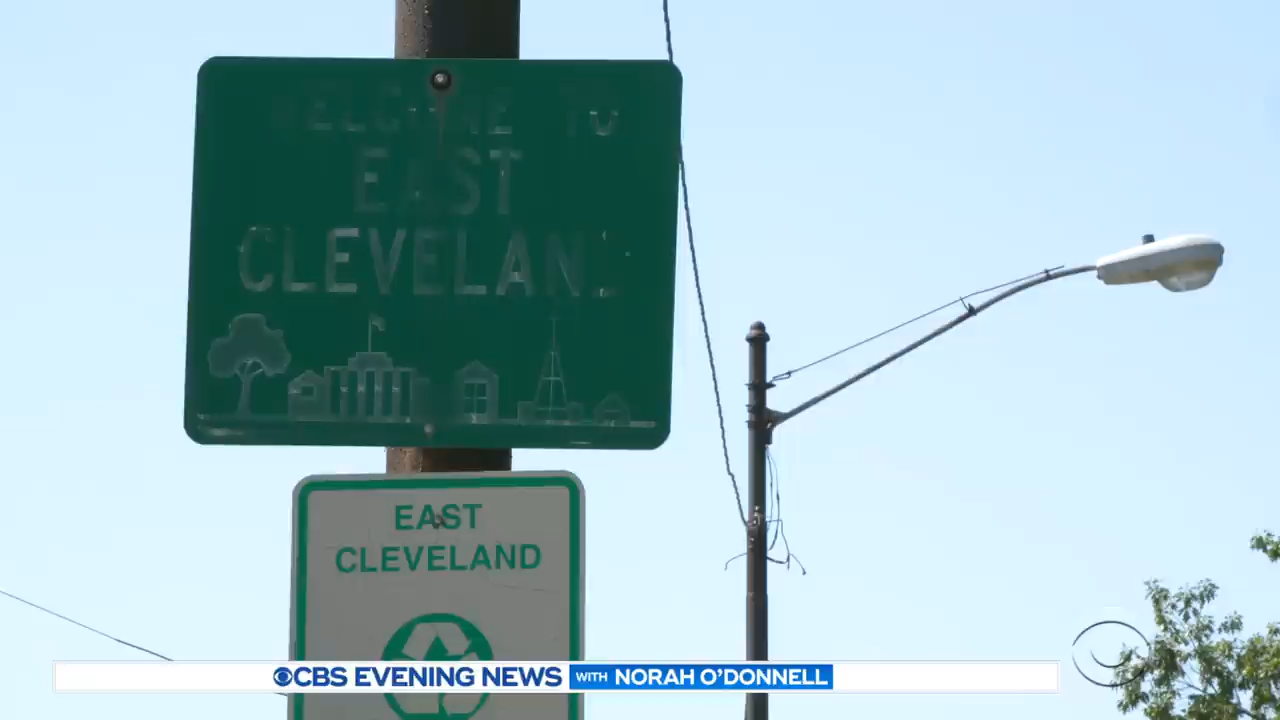 WELCOME TO
EAST
CLEVELAND
EAST
CLEVELAND
CBS EVENING NEWS WITH NORAH O'DONNELL